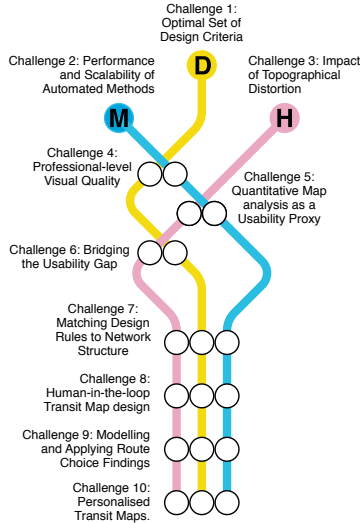 Challenge 1:
Optimal Set of
Design Criteria
D
Challenge 2: Performance
and Scalability of
Automated Methods
M
Challenge 3: Impact
of Topographical
Distortion
H
Challenge 4:
Professional-level
Visual Quality
Challenge 5:
Quantitative Map
analysis as a
Usability Proxy
Challenge 6: Bridging
the Usability Gap
Challenge 7:
Matching Design
Rules to Network
Structure
Challenge 8:
Human-in-the-loop
Transit Map design
Challenge 9: Modelling
and Applying Route
Choice Findings
Challenge 10:
Personalised
Transit Maps.